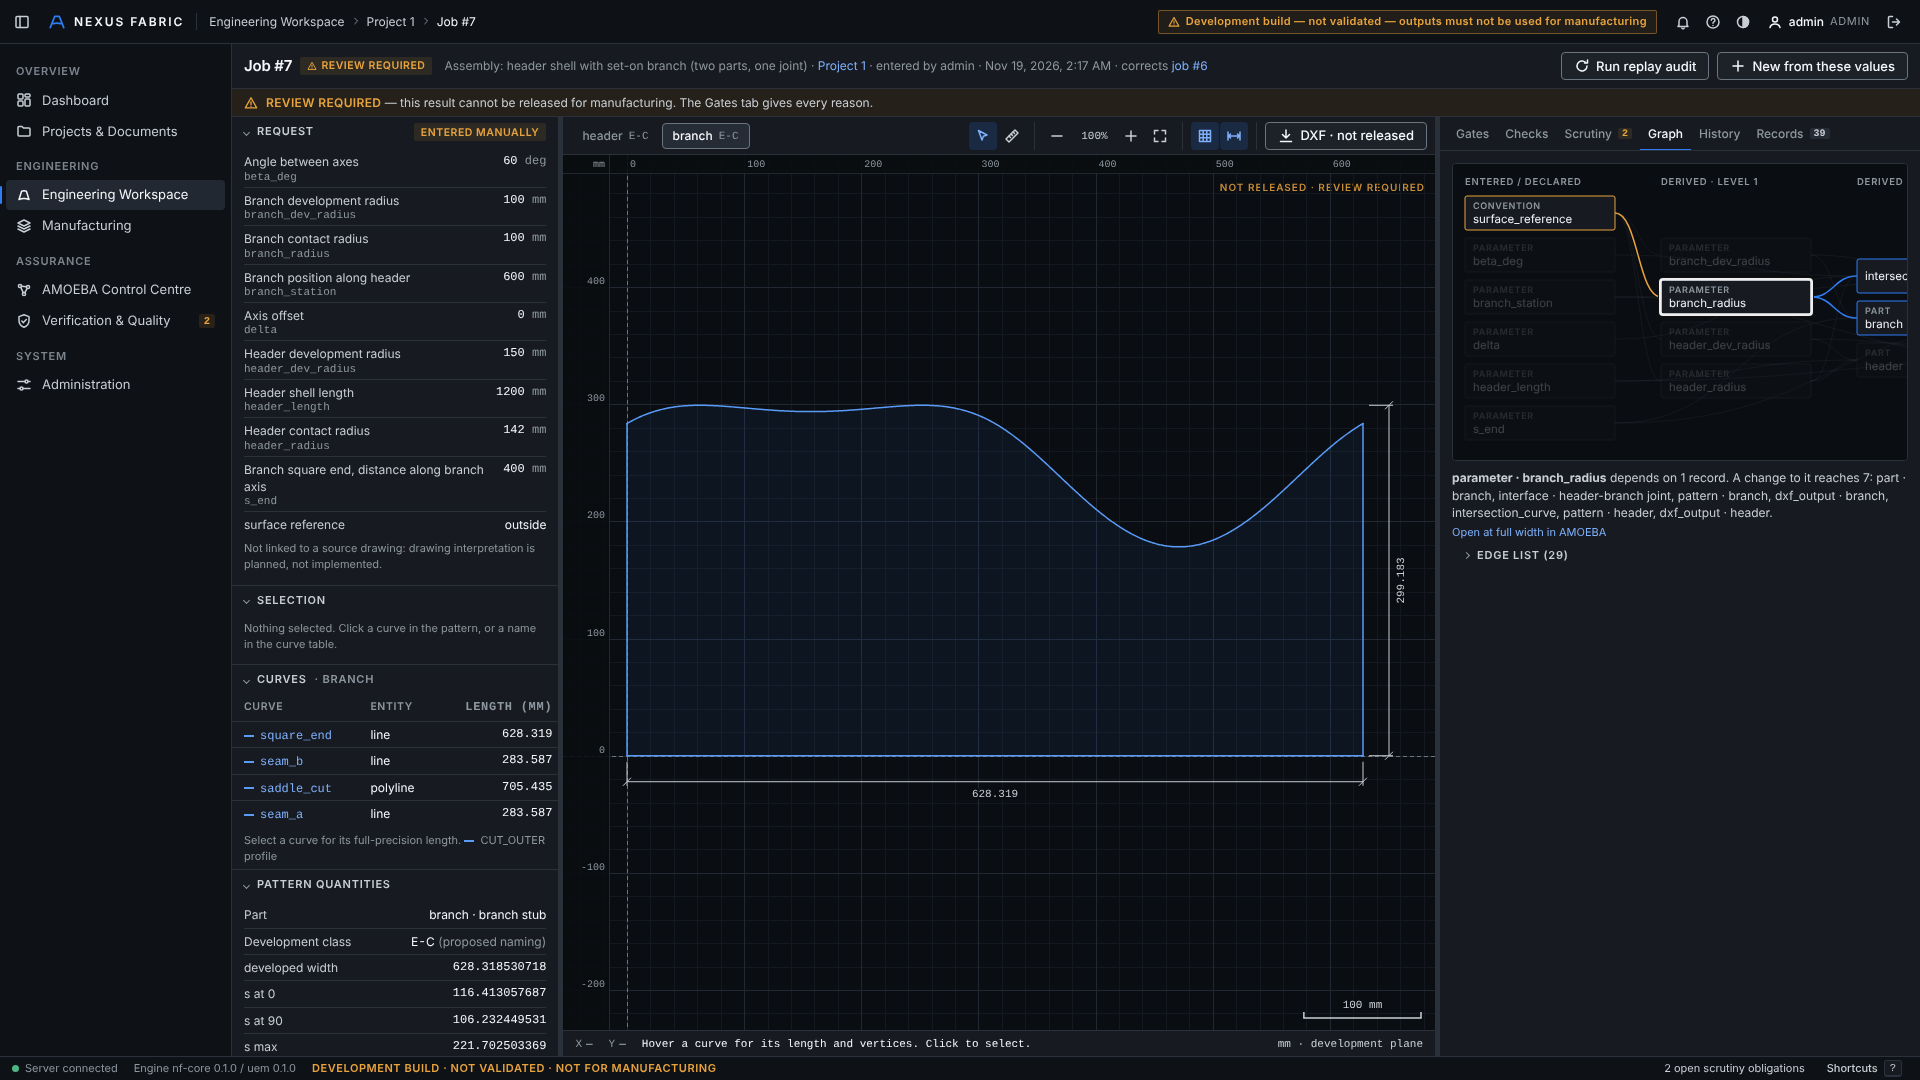 NEXUS FABRIC
Engineering Workspace > Project 1 > Job #7
Development build — not validated — outputs must not be used for manufacturing
admin ADMIN
OVERVIEW
Dashboard
Projects & Documents
ENGINEERING
Engineering Workspace
Manufacturing
ASSURANCE
AMOEBA Control Centre
Verification & Quality 2
SYSTEM
Administration
Job #7 REVIEW REQUIRED Assembly: header shell with set-on branch (two parts, one joint) · Project 1 · entered by admin · Nov 19, 2026, 2:17 AM · corrects job #6
Run replay audit
New from these values
REVIEW REQUIRED — this result cannot be released for manufacturing. The Gates tab gives every reason.
REQUEST ENTERED MANUALLY
Angle between axes 60 deg
beta_deg
Branch development radius 100 mm
branch_dev_radius
Branch contact radius 100 mm
branch_radius
Branch position along header 600 mm
branch_station
Axis offset 0 mm
delta
Header development radius 150 mm
header_dev_radius
Header shell length 1200 mm
header_length
Header contact radius 142 mm
header_radius
Branch square end, distance along branch 400 mm
axis
s_end
surface reference outside
Not linked to a source drawing: drawing interpretation is
planned, not implemented.
SELECTION
Nothing selected. Click a curve in the pattern, or a name
in the curve table.
CURVES · BRANCH
CURVE ENTITY LENGTH (MM)
square_end line 628.319
seam_b line 283.587
saddle_cut polyline 705.435
seam_a line 283.587
Select a curve for its full-precision length. CUT_OUTER
profile
PATTERN QUANTITIES
Part branch · branch stub
Development class E-C (proposed naming)
developed width 628.318530718
s at 0 116.413057687
s at 90 106.232449531
s max 221.702503369
header E-C
branch E-C
100%
DXF · not released
mm 0 100 200 300 400 500 600
NOT RELEASED · REVIEW REQUIRED
400
300
200
100
0
-100
-200
299.183
628.319
100 mm
X — Y — Hover a curve for its length and vertices. Click to select.
mm · development plane
Gates Checks Scrutiny 2 Graph History Records 39
ENTERED / DECLARED DERIVED · LEVEL 1 DERIVED
CONVENTION
surface_reference
PARAMETER
beta_deg
PARAMETER
branch_station
PARAMETER
delta
PARAMETER
header_length
PARAMETER
s_end
PARAMETER
branch_dev_radius
PARAMETER
branch_radius
PARAMETER
header_dev_radius
PARAMETER
header_radius
intersec
PART
branch
PART
header
parameter · branch_radius depends on 1 record. A change to it reaches 7: part ·
branch, interface · header-branch joint, pattern · branch, dxf_output · branch,
intersection_curve, pattern · header, dxf_output · header.
Open at full width in AMOEBA
EDGE LIST (29)
Server connected Engine nf-core 0.1.0 / uem 0.1.0 DEVELOPMENT BUILD · NOT VALIDATED · NOT FOR MANUFACTURING
2 open scrutiny obligations Shortcuts ?